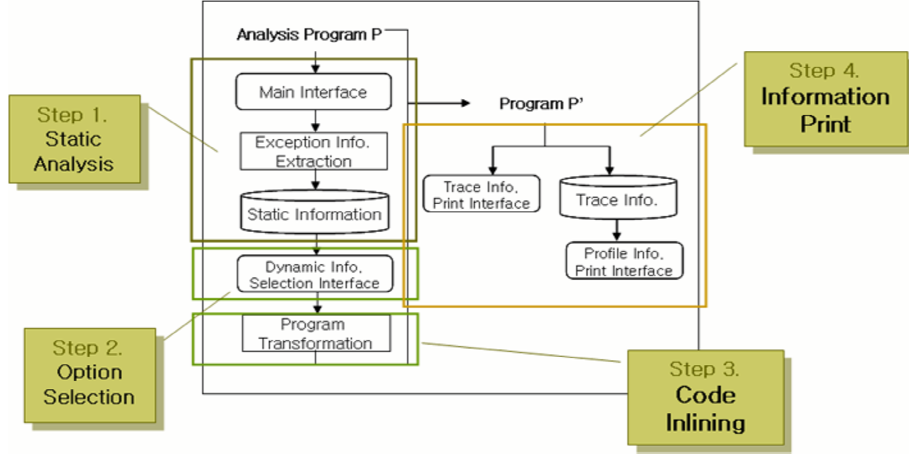 Analysis Program P
Main Interface
Exception Info.
Extraction
Static Information
Dynamic Info,
Selection Interface
Program
Transformation
Program P'
Trace Info,
Print Interface
Trace Info.
Profile Info,
Print Interface
Step 1.
Static
Analysis
Step 2.
Option
Selection
Step 3.
Code
Inlining
Step 4.
Information
Print